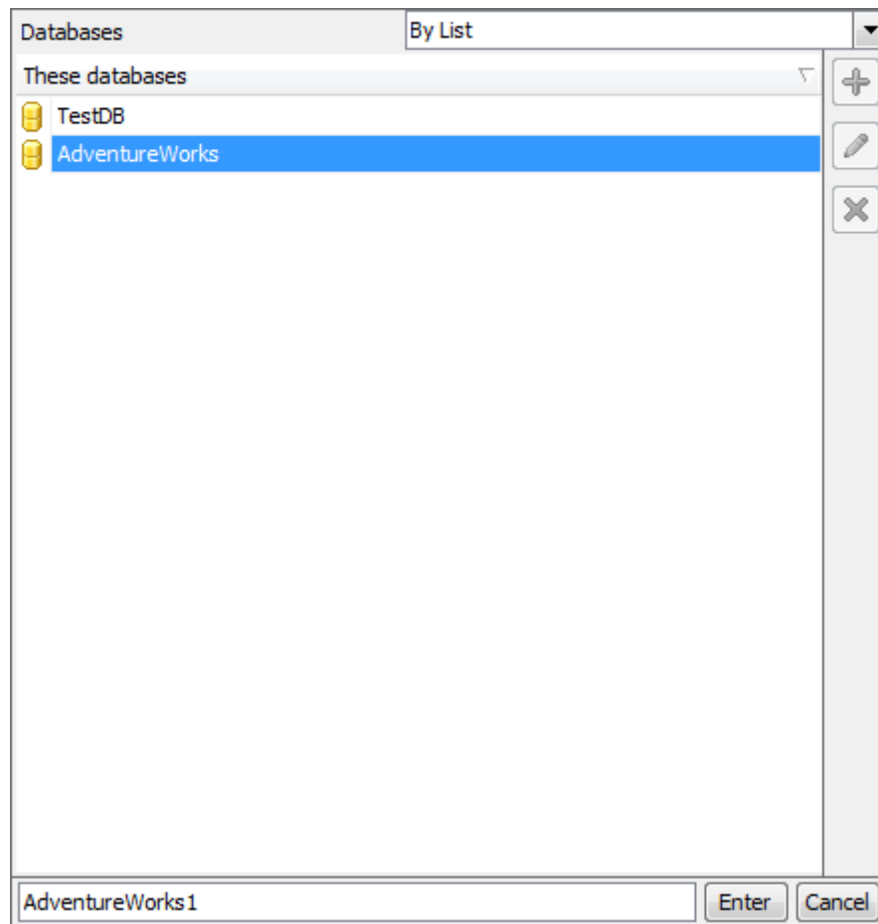 Databases By List
These databases
TestDB
AdventureWorks
AdventureWorks1 Enter Cancel